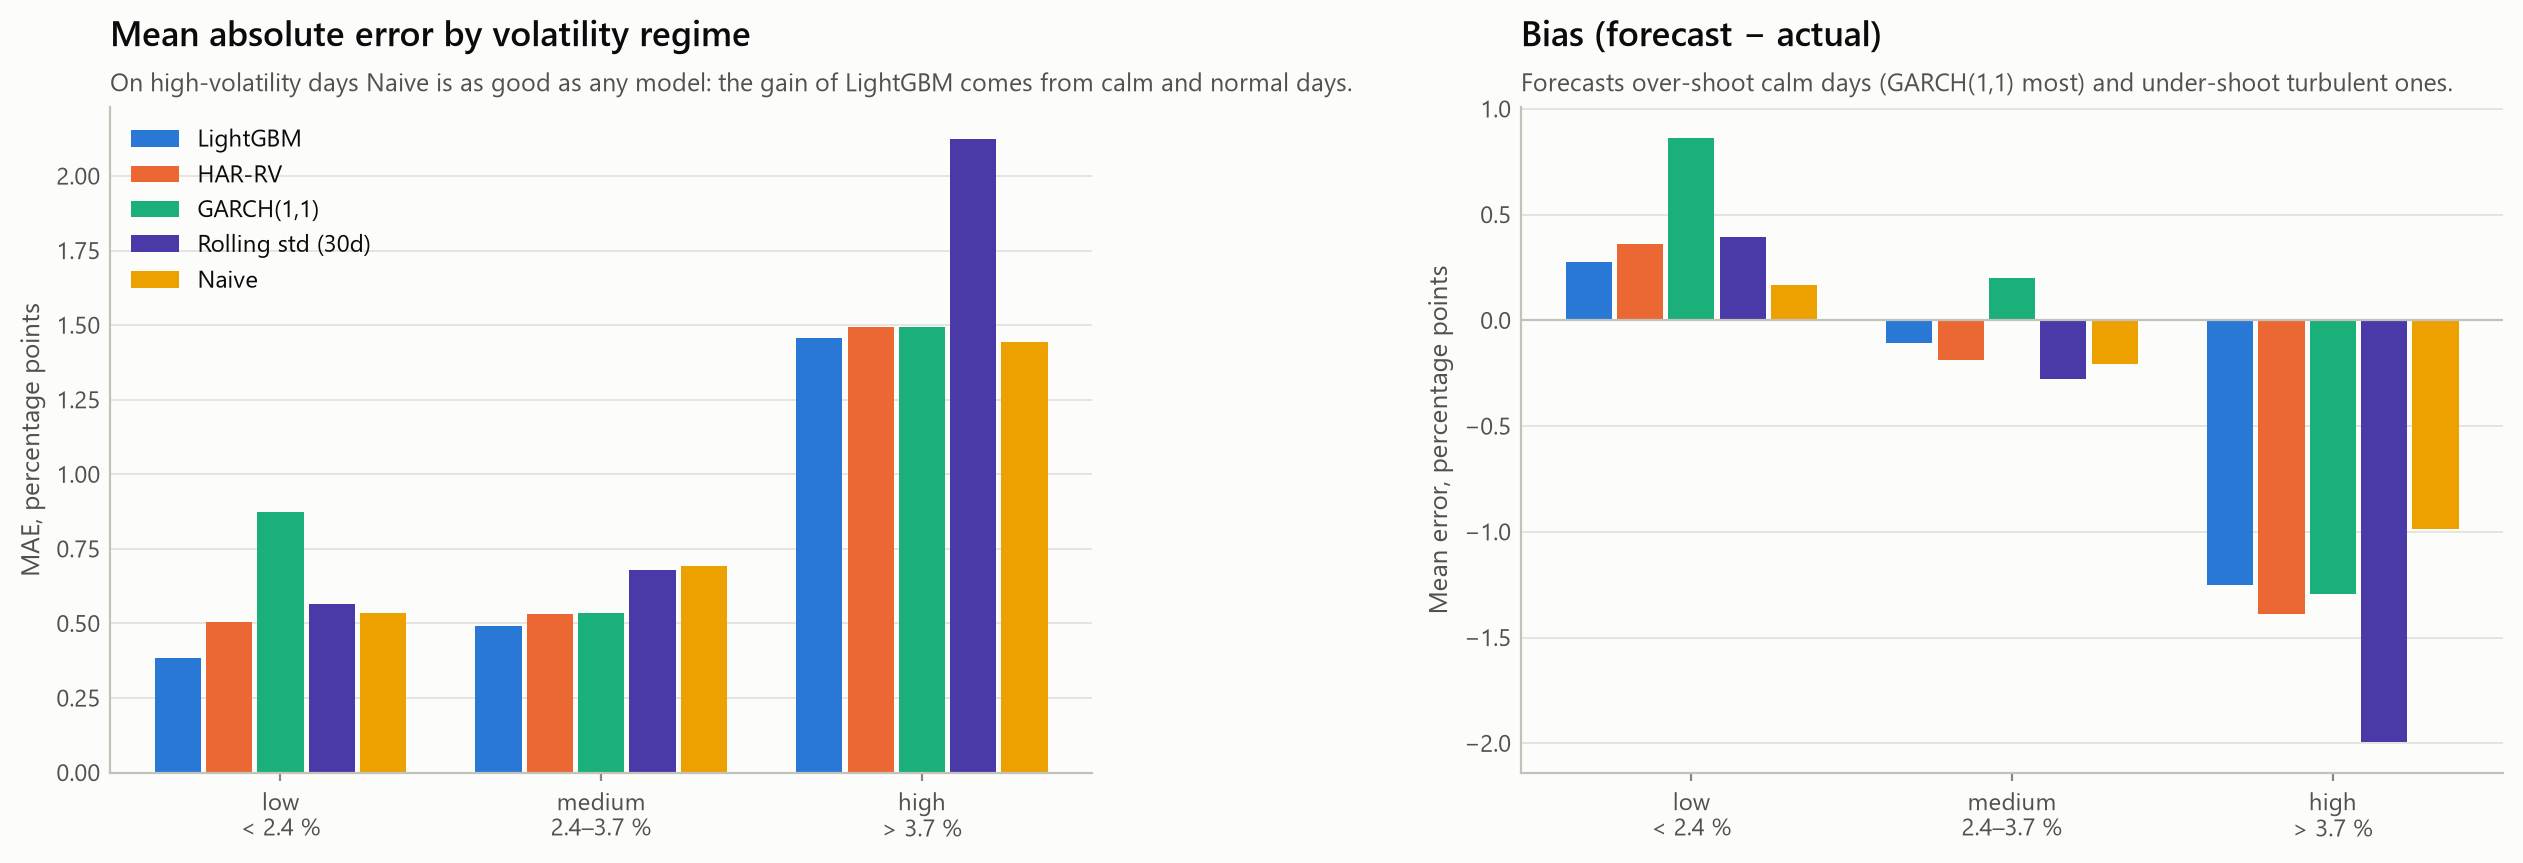 Mean absolute error by volatility regime
On high-volatility days Naive is as good as any model: the gain of LightGBM comes from calm and normal days.
LightGBM
HAR-RV
GARCH(1,1)
Rolling std (30d)
Naive
MAE, percentage points
2.00
1.75
1.50
1.25
1.00
0.75
0.50
0.25
0.00
low
< 2.4 %
medium
2.4–3.7 %
high
> 3.7 %
Bias (forecast − actual)
Forecasts over-shoot calm days (GARCH(1,1) most) and under-shoot turbulent ones.
Mean error, percentage points
1.0
0.5
0.0
−0.5
−1.0
−1.5
−2.0
low
< 2.4 %
medium
2.4–3.7 %
high
> 3.7 %